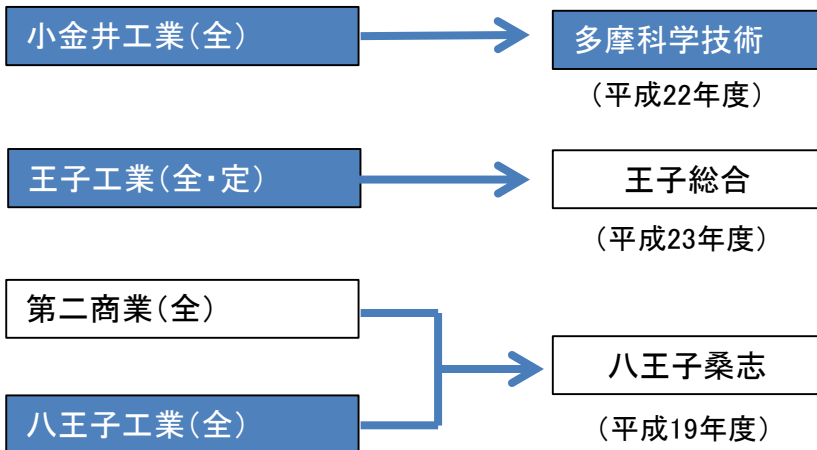 小金井工業(全)
多摩科学技術
(平成22年度)
王子工業(全・定)
王子総合
(平成23年度)
第二商業(全)
八王子桑志
八王子工業(全)
(平成19年度)